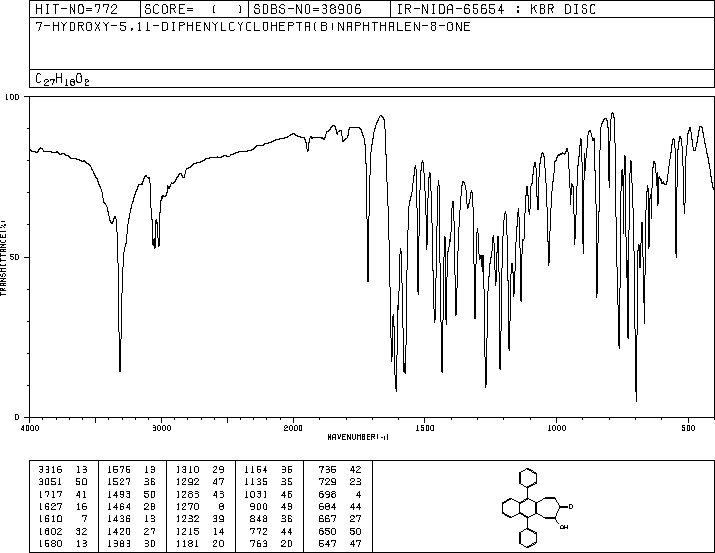 HIT-NO=772 SCORE= ( ) SDBS-NO=38906 IR-NIDA-65654 : KBR DISC
7-HYDROXY-5,11-DIPHENYLCYCLOHEPTA(B)NAPHTHALEN-8-ONE
C27H18O2
100
50
0
TRANSMITTANCE(%)
4000 3000 2000 1500 1000 500
WAVENUMBER(-1)
3316 13 1576 13 1310 29 1154 36 736 42
3051 50 1527 36 1292 47 1135 35 729 23
1717 41 1493 50 1283 43 1031 46 698 4
1627 16 1464 28 1270 8 900 49 684 44
1610 7 1436 13 1232 39 848 36 667 27
1602 32 1420 27 1215 14 772 44 650 50
1580 13 1383 30 1181 20 763 20 547 47
O
OH